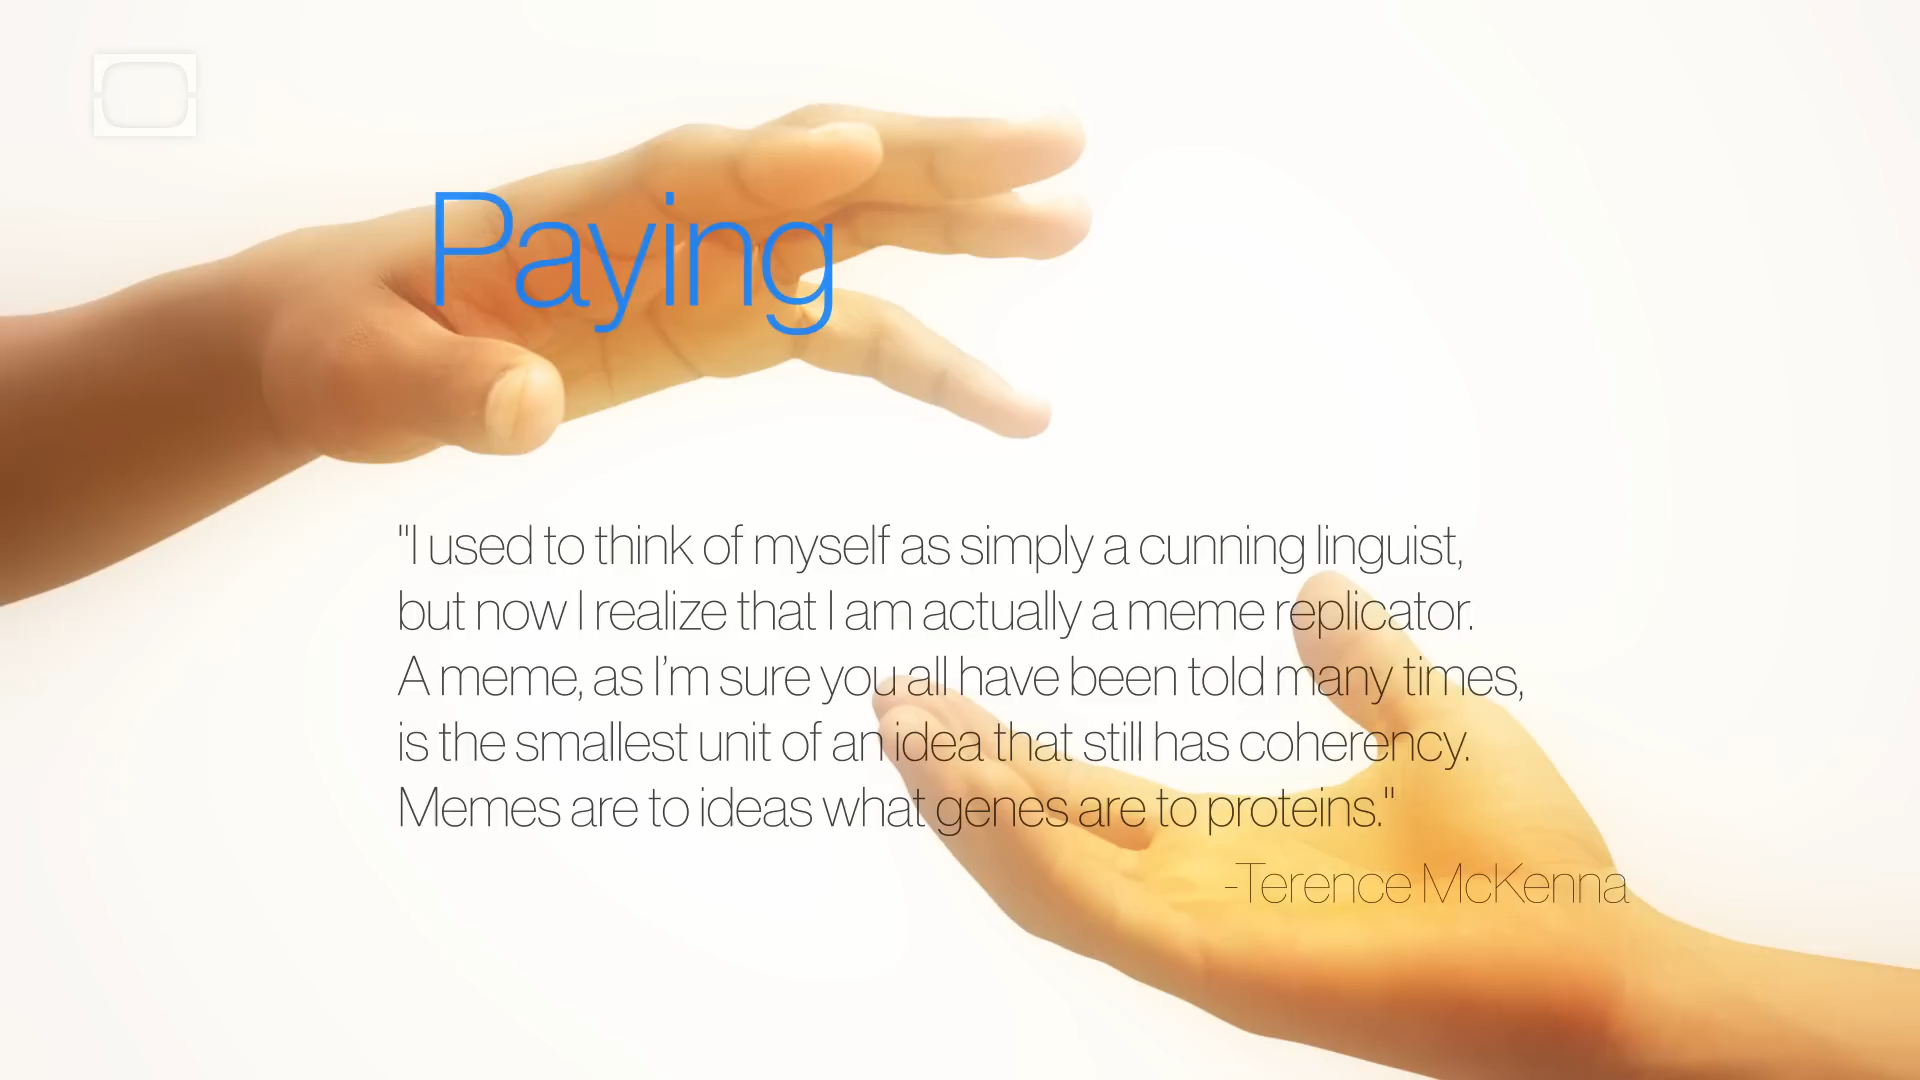 Paying
"I used to think of myself as simply a cunning linguist,
but now I realize that I am actually a meme replicator.
A meme, as I’m sure you all have been told many times,
is the smallest unit of an idea that still has coherency.
Memes are to ideas what genes are to proteins."
-Terence McKenna